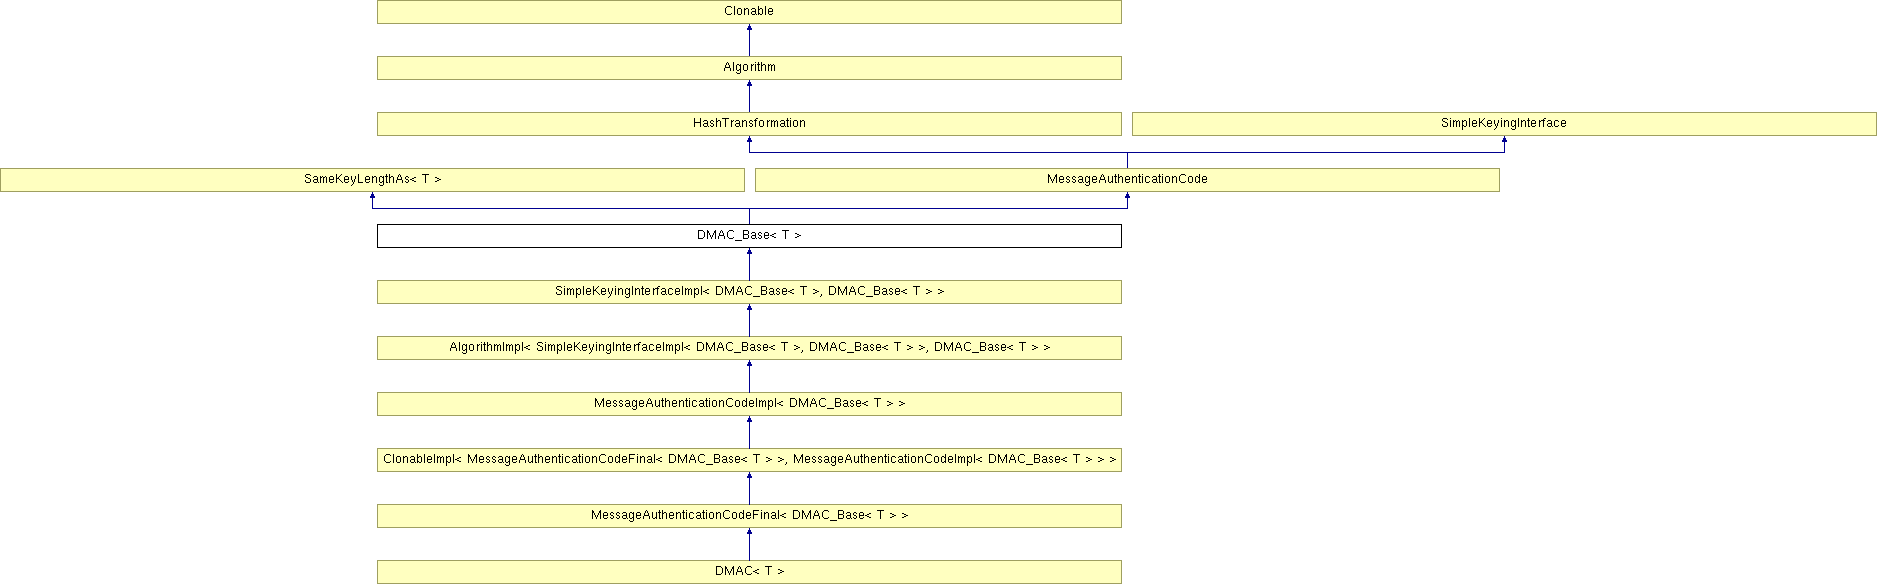 Clonable
Algorithm
HashTransformation
SimpleKeyingInterface
SameKeyLengthAs< T >
MessageAuthenticationCode
DMAC_Base< T >
SimpleKeyingInterfaceImpl< DMAC_Base< T >, DMAC_Base< T > >
AlgorithmImpl< SimpleKeyingInterfaceImpl< DMAC_Base< T >, DMAC_Base< T > >, DMAC_Base< T > >
MessageAuthenticationCodeImpl< DMAC_Base< T > >
ClonableImpl< MessageAuthenticationCodeFinal< DMAC_Base< T > >, MessageAuthenticationCodeImpl< DMAC_Base< T > > >
MessageAuthenticationCodeFinal< DMAC_Base< T > >
DMAC< T >